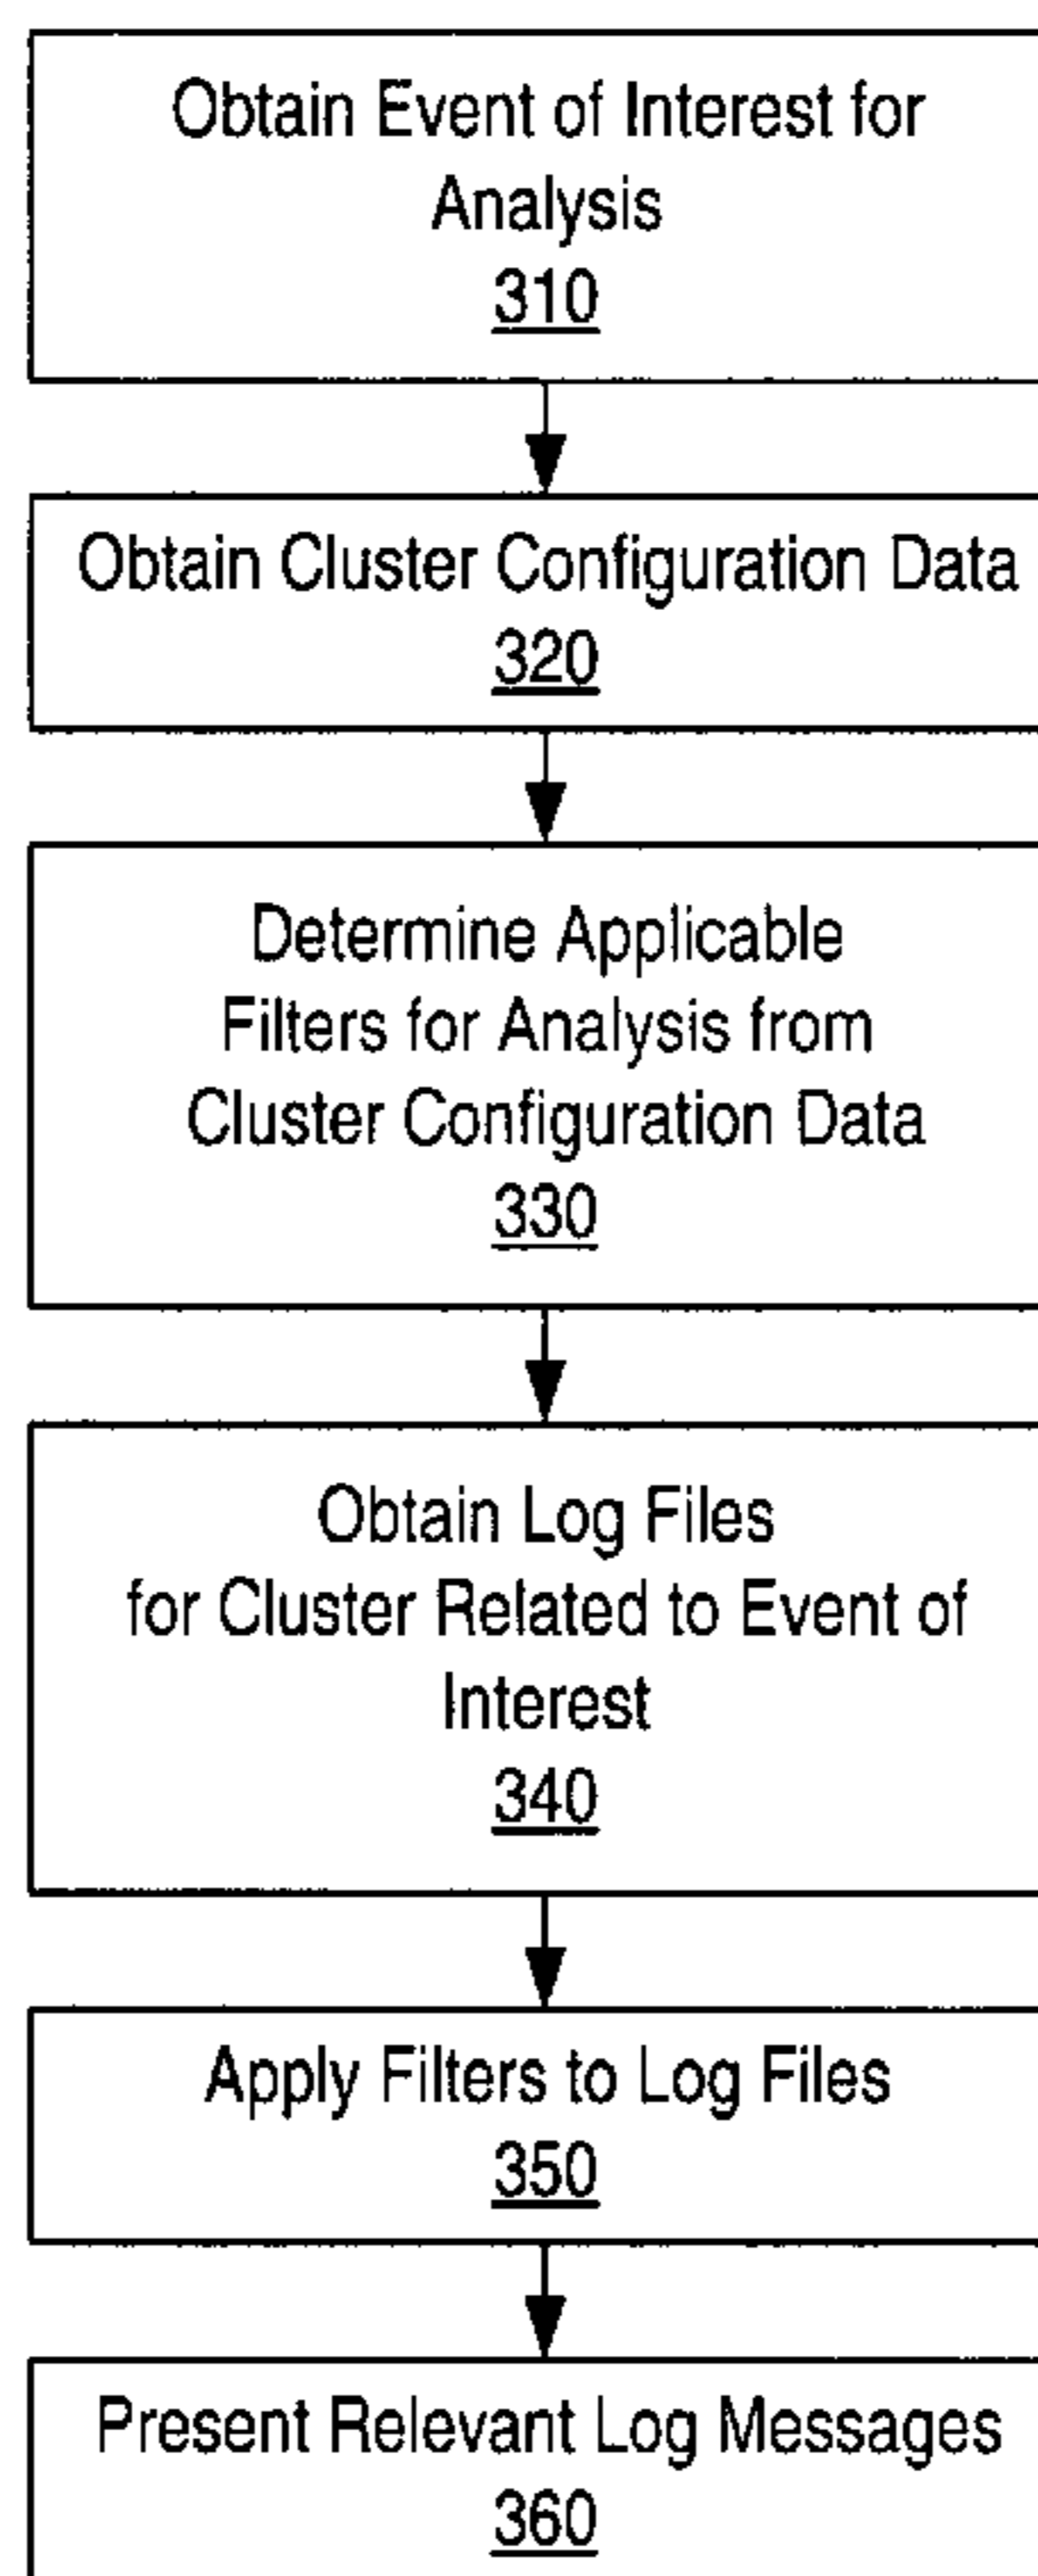 Obtain Event of Interest for
Analysis
310
Obtain Cluster Configuration Data
320
Determine Applicable
Filters for Analysis from
Cluster Configuration Data
330
Obtain Log Files
for Cluster Related to Event of
Interest
340
Apply Filters to Log Files
350
Present Relevant Log Messages
360